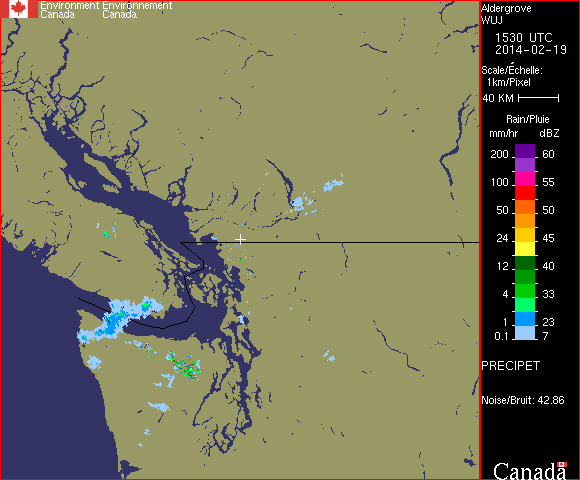 Environment Environnement
Canada Canada
Aldergrove
WUJ
1530 UTC
2014-02-19
Scale/Échelle:
1km/Pixel
40 KM
Rain/Pluie
mm/hr dBZ
200 60
100 55
50 50
24 45
12 40
4 33
1 23
0.1 7
PRECIPET
Noise/Bruit: 42.86
Canada